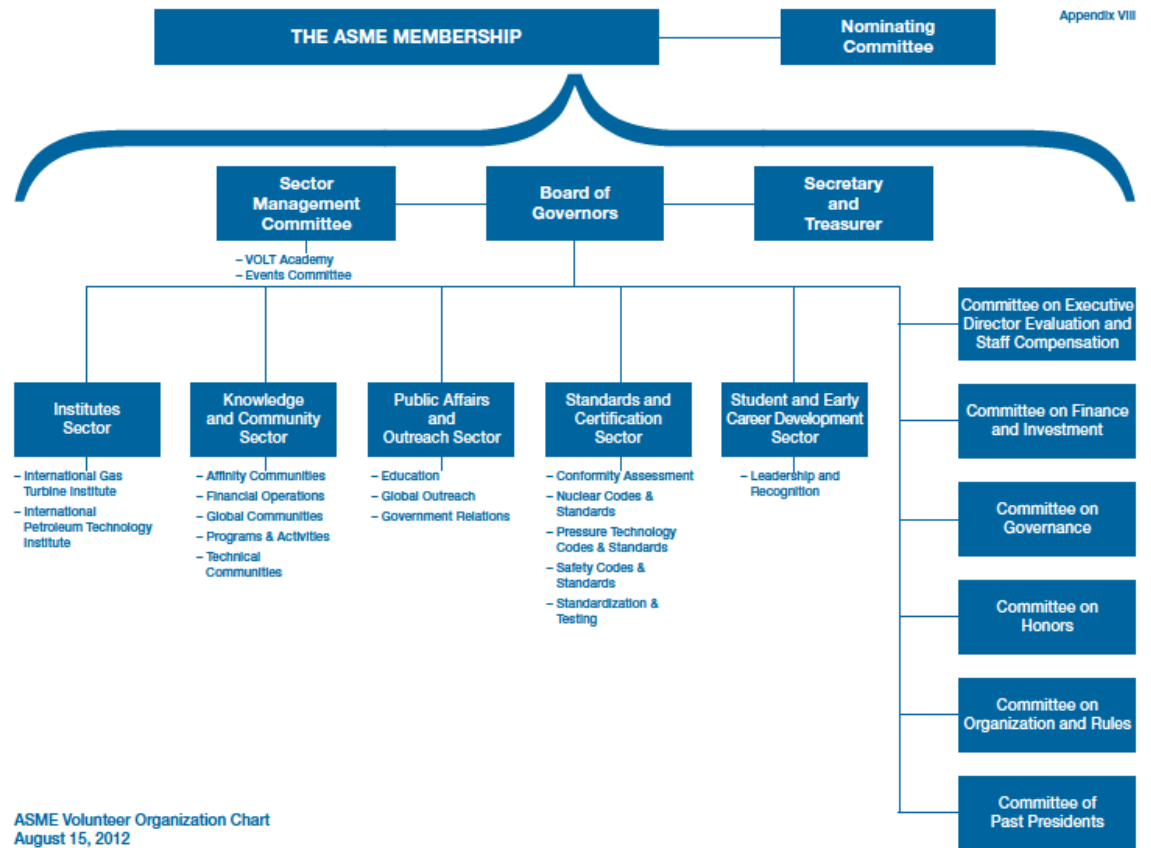 Appendix VIII
THE ASME MEMBERSHIP
Nominating
Committee
Sector
Management
Committee
Board of
Governors
Secretary
and
Treasurer
– VOLT Academy
– Events Committee
Committee on Executive
Director Evaluation and
Staff Compensation
Institutes
Sector
Knowledge
and Community
Sector
Public Affairs
and
Outreach Sector
Standards and
Certification
Sector
Student and Early
Career Development
Sector
Committee on Finance
and Investment
– International Gas
Turbine Institute
– International
Petroleum Technology
Institute
– Affinity Communities
– Financial Operations
– Global Communities
– Programs & Activities
– Technical
Communities
– Education
– Global Outreach
– Government Relations
– Conformity Assessment
– Nuclear Codes &
Standards
– Pressure Technology
Codes & Standards
– Safety Codes &
Standards
– Standardization &
Testing
– Leadership and
Recognition
Committee on
Governance
Committee on
Honors
Committee on
Organization and Rules
Committee of
Past Presidents
ASME Volunteer Organization Chart
August 15, 2012